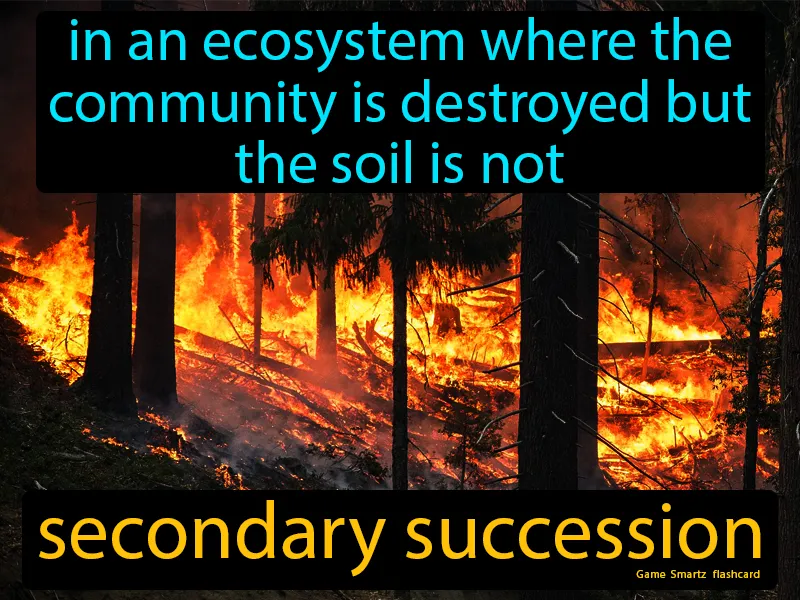 in an ecosystem where the
community is destroyed but
the soil is not
secondary succession
Game Smartz flashcard